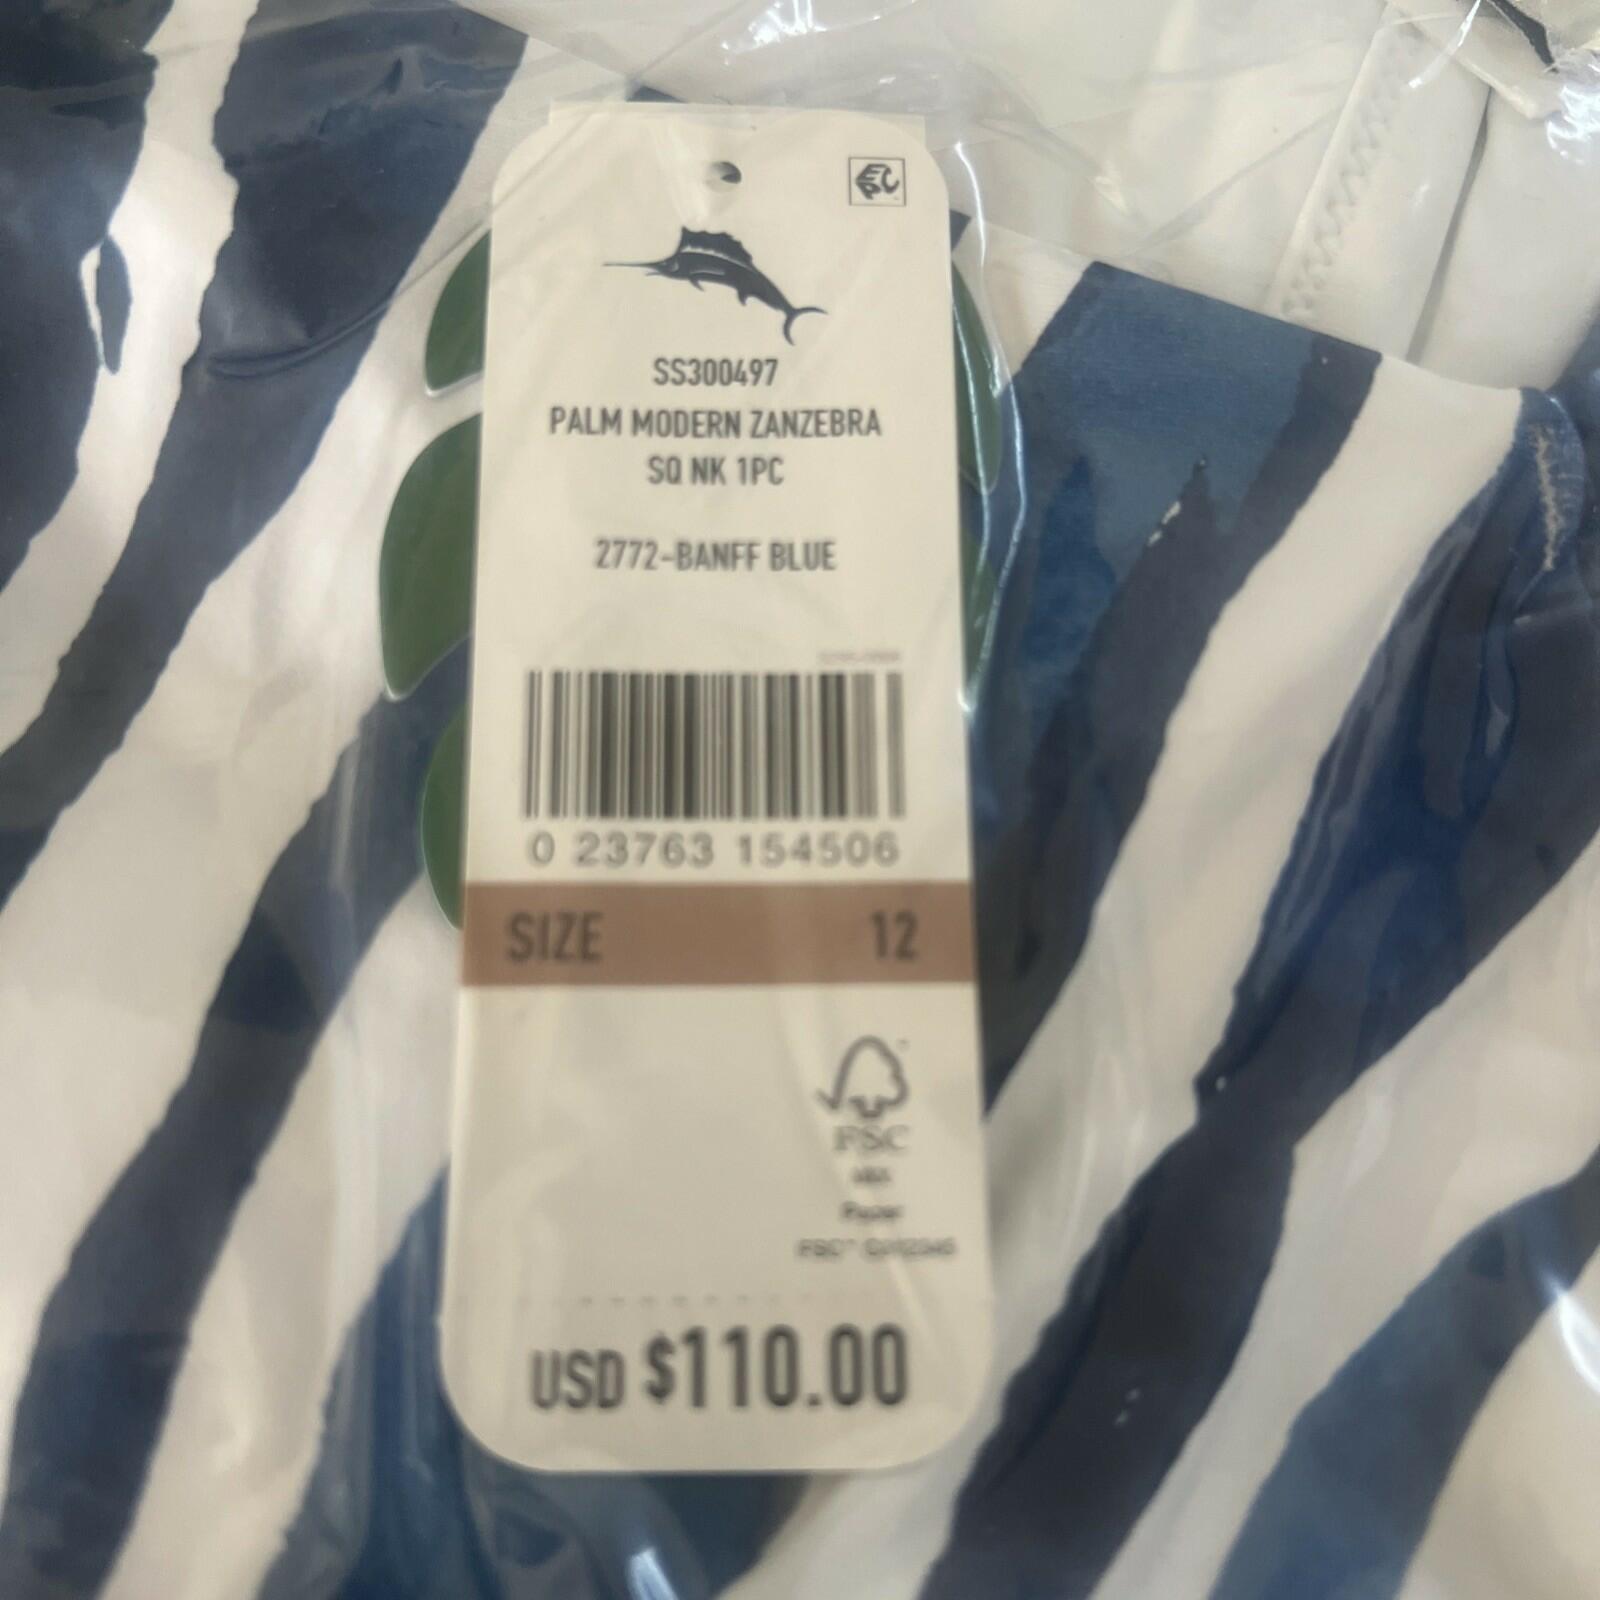 SS300497
PALM MODERN ZANZEBRA
SQ NK 1PC
2772-BANFF BLUE
0 23763 154506
SIZE 12
FSC
Paper
USD $110.00